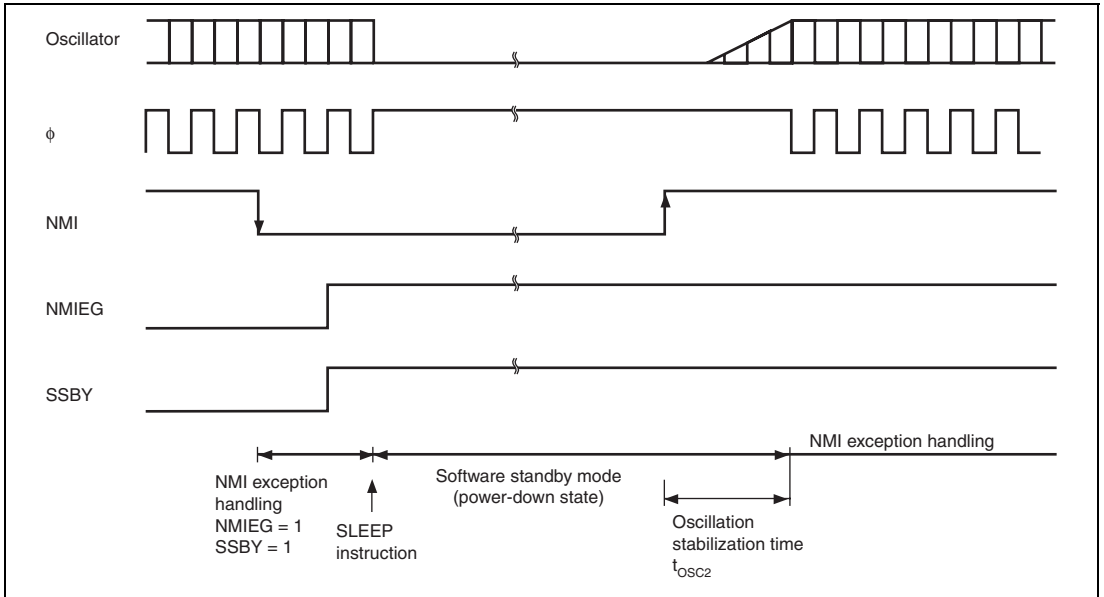 Oscillator
φ
NMI
NMIEG
SSBY
NMI exception handling
NMI exception
handling
NMIEG = 1
SSBY = 1
SLEEP
instruction
Software standby mode
(power-down state)
Oscillation
stabilization time
tOSC2